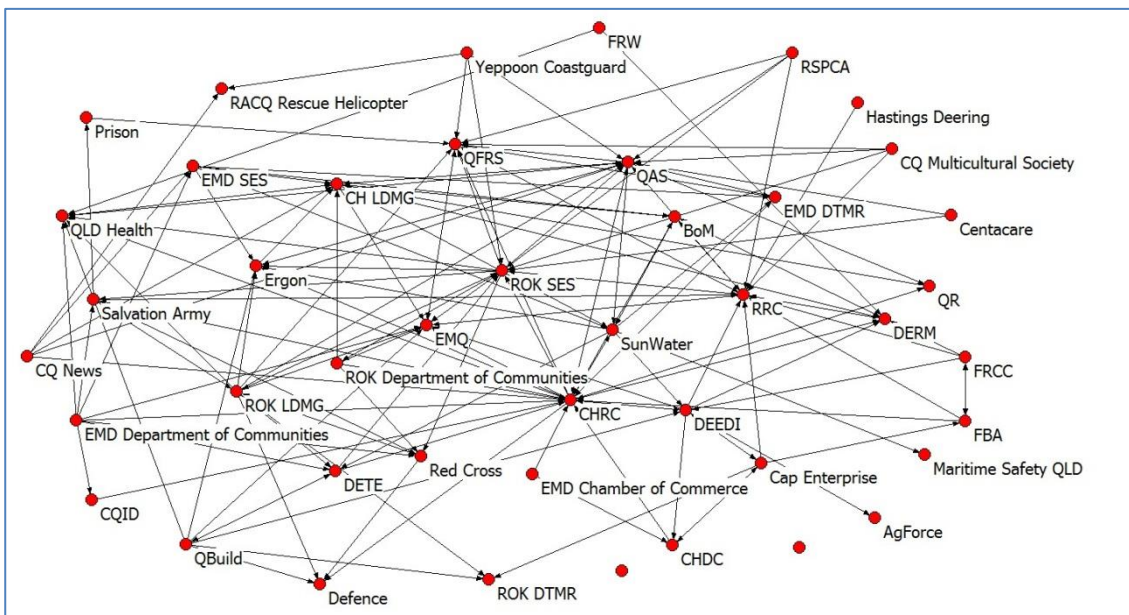 FRW
Yeppoon Coastguard
RSPCA
RACQ Rescue Helicopter
Hastings Deering
Prison
QFRS
CQ Multicultural Society
EMD SES
QAS
CH LDMG
EMD DTMR
QLD Health
BoM
Centacare
Ergon
ROK SES
QR
Salvation Army
RRC
DERM
EMQ
SunWater
CQ News
ROK Department of Communities
FRCC
ROK LDMG
CHRC
DEEDI
EMD Department of Communities
FBA
Red Cross
Maritime Safety QLD
DETE
EMD Chamber of Commerce
Cap Enterprise
CQID
AgForce
QBuild
CHDC
Defence
ROK DTMR